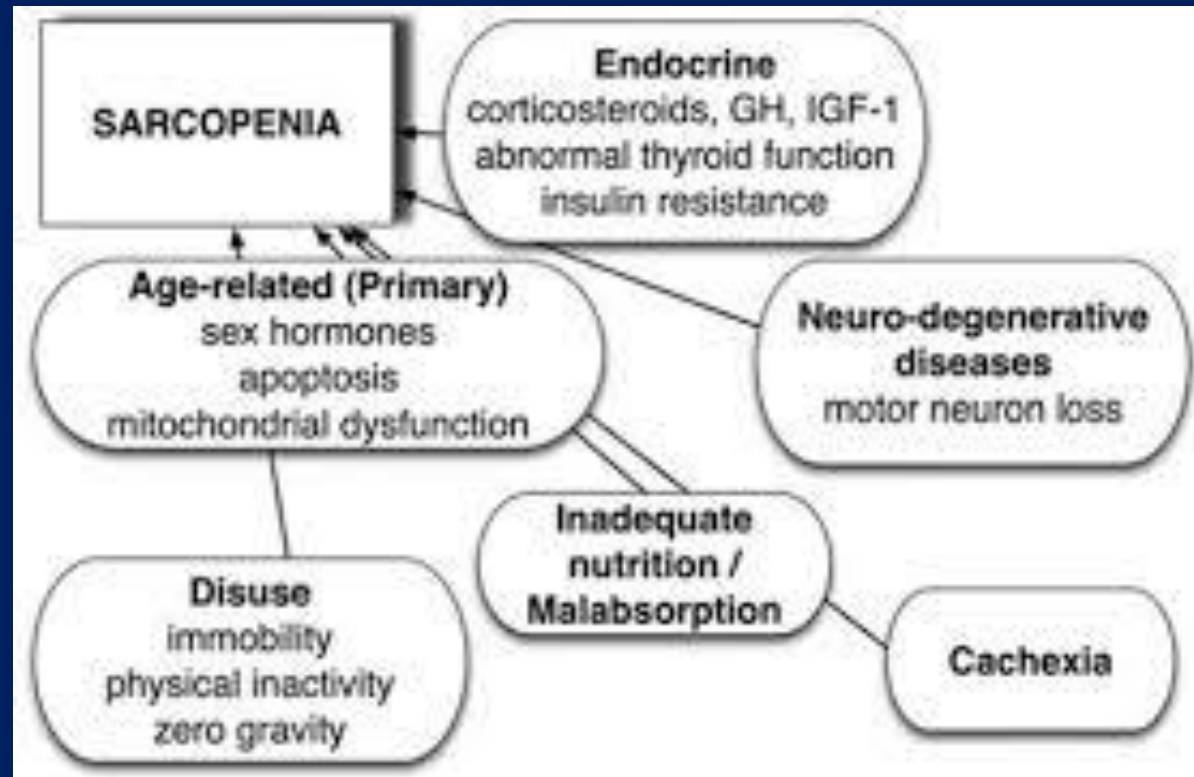 SARCOPENIA
Endocrine
corticosteroids, GH, IGF-1
abnormal thyroid function
insulin resistance
Age-related (Primary)
sex hormones
apoptosis
mitochondrial dysfunction
Neuro-degenerative
diseases
motor neuron loss
Inadequate
nutrition /
Malabsorption
Disuse
immobility
physical inactivity
zero gravity
Cachexia